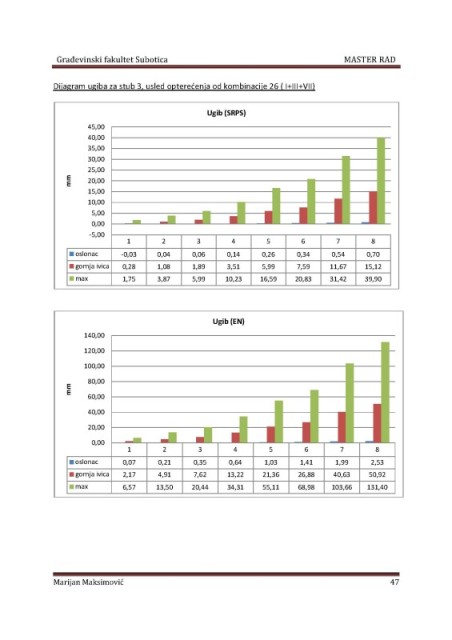 Građevinski fakultet Subotica MASTER RAD
Dijagram ugiba za stub 3, usled opterećenja od kombinacije 26 ( I+III+VII)
Ugib (SRPS)
45,00
40,00
35,00
30,00
25,00
20,00
15,00
10,00
5,00
0,00
-5,00
mm
1 2 3 4 5 6 7 8
oslonac -0,03 0,04 0,06 0,14 0,26 0,34 0,54 0,70
gornja ivica 0,28 1,08 1,89 3,51 5,99 7,59 11,67 15,12
max 1,75 3,87 5,99 10,23 16,59 20,83 31,42 39,90
Ugib (EN)
140,00
120,00
100,00
80,00
60,00
40,00
20,00
0,00
mm
1 2 3 4 5 6 7 8
oslonac 0,07 0,21 0,35 0,64 1,03 1,41 1,99 2,53
gornja ivica 2,17 4,91 7,62 13,22 21,36 26,88 40,63 50,92
max 6,57 13,50 20,44 34,31 55,11 68,98 103,66 131,40
Marijan Maksimović 47